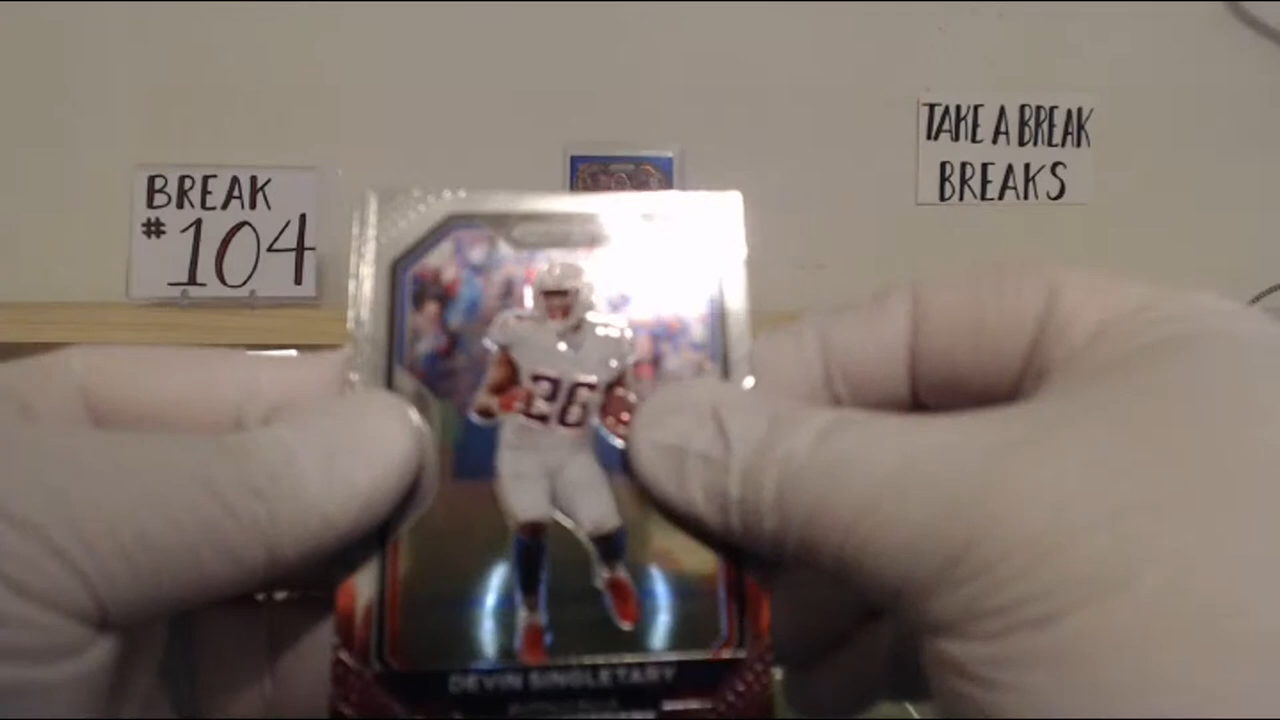 BREAK
#104
TAKE A BREAK
BREAKS
26
DEVIN SINGLETARY